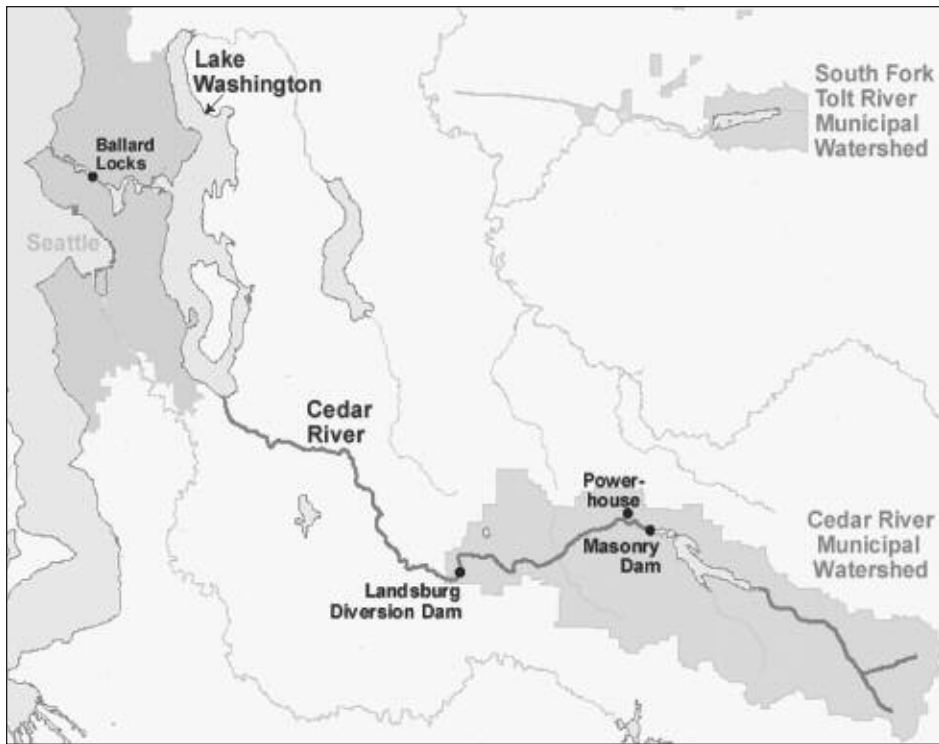 Lake
Washington
South Fork
Tolt River
Municipal
Watershed
Ballard
Locks
Seattle
Cedar
River
Power-
house
Cedar River
Municipal
Watershed
Masonry
Dam
Landsburg
Diversion Dam